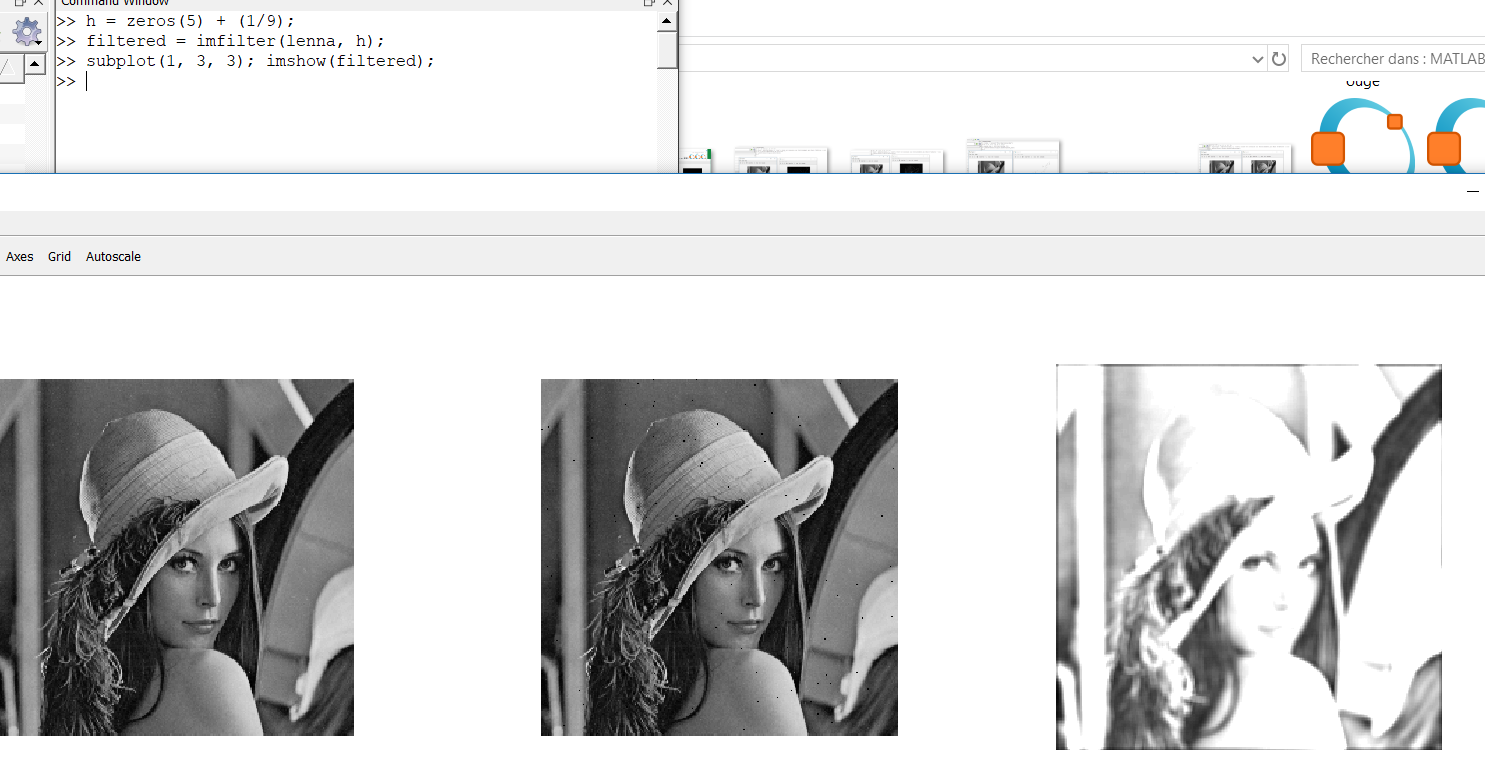 Command Window
>> h = zeros(5) + (1/9);
>> filtered = imfilter(lenna, h);
>> subplot(1, 3, 3); imshow(filtered);
>>
Rechercher dans : MATLAB
ouge
Axes Grid Autoscale